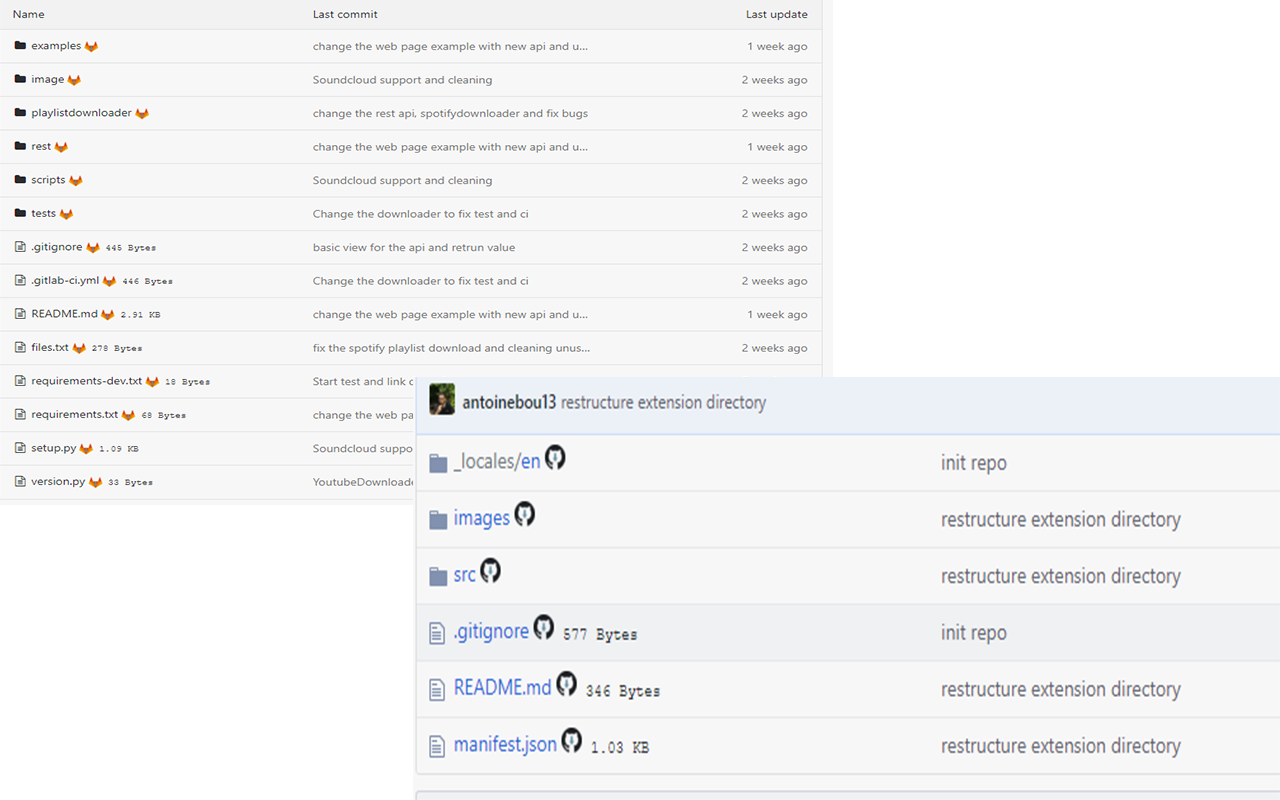 Name Last commit Last update
examples change the web page example with new api and u... 1 week ago
image Soundcloud support and cleaning 2 weeks ago
playlistdownloader change the rest api, spotifydownloader and fix bugs 2 weeks ago
rest change the web page example with new api and u... 1 week ago
scripts Soundcloud support and cleaning 2 weeks ago
tests Change the downloader to fix test and ci 2 weeks ago
.gitignore 445 Bytes basic view for the api and retrun value 2 weeks ago
.gitlab-ci.yml 446 Bytes Change the downloader to fix test and ci 2 weeks ago
README.md 2.91 KB change the web page example with new api and u... 1 week ago
files.txt 278 Bytes fix the spotify playlist download and cleaning unus... 2 weeks ago
requirements-dev.txt 18 Bytes Start test and link
requirements.txt 68 Bytes change the web pa
setup.py 1.09 KB Soundcloud suppo
version.py 33 Bytes YoutubeDownload
antoinebou13 restructure extension directory
_locales/en init repo
images restructure extension directory
src restructure extension directory
.gitignore 577 Bytes init repo
README.md 346 Bytes restructure extension directory
manifest.json 1.03 KB restructure extension directory